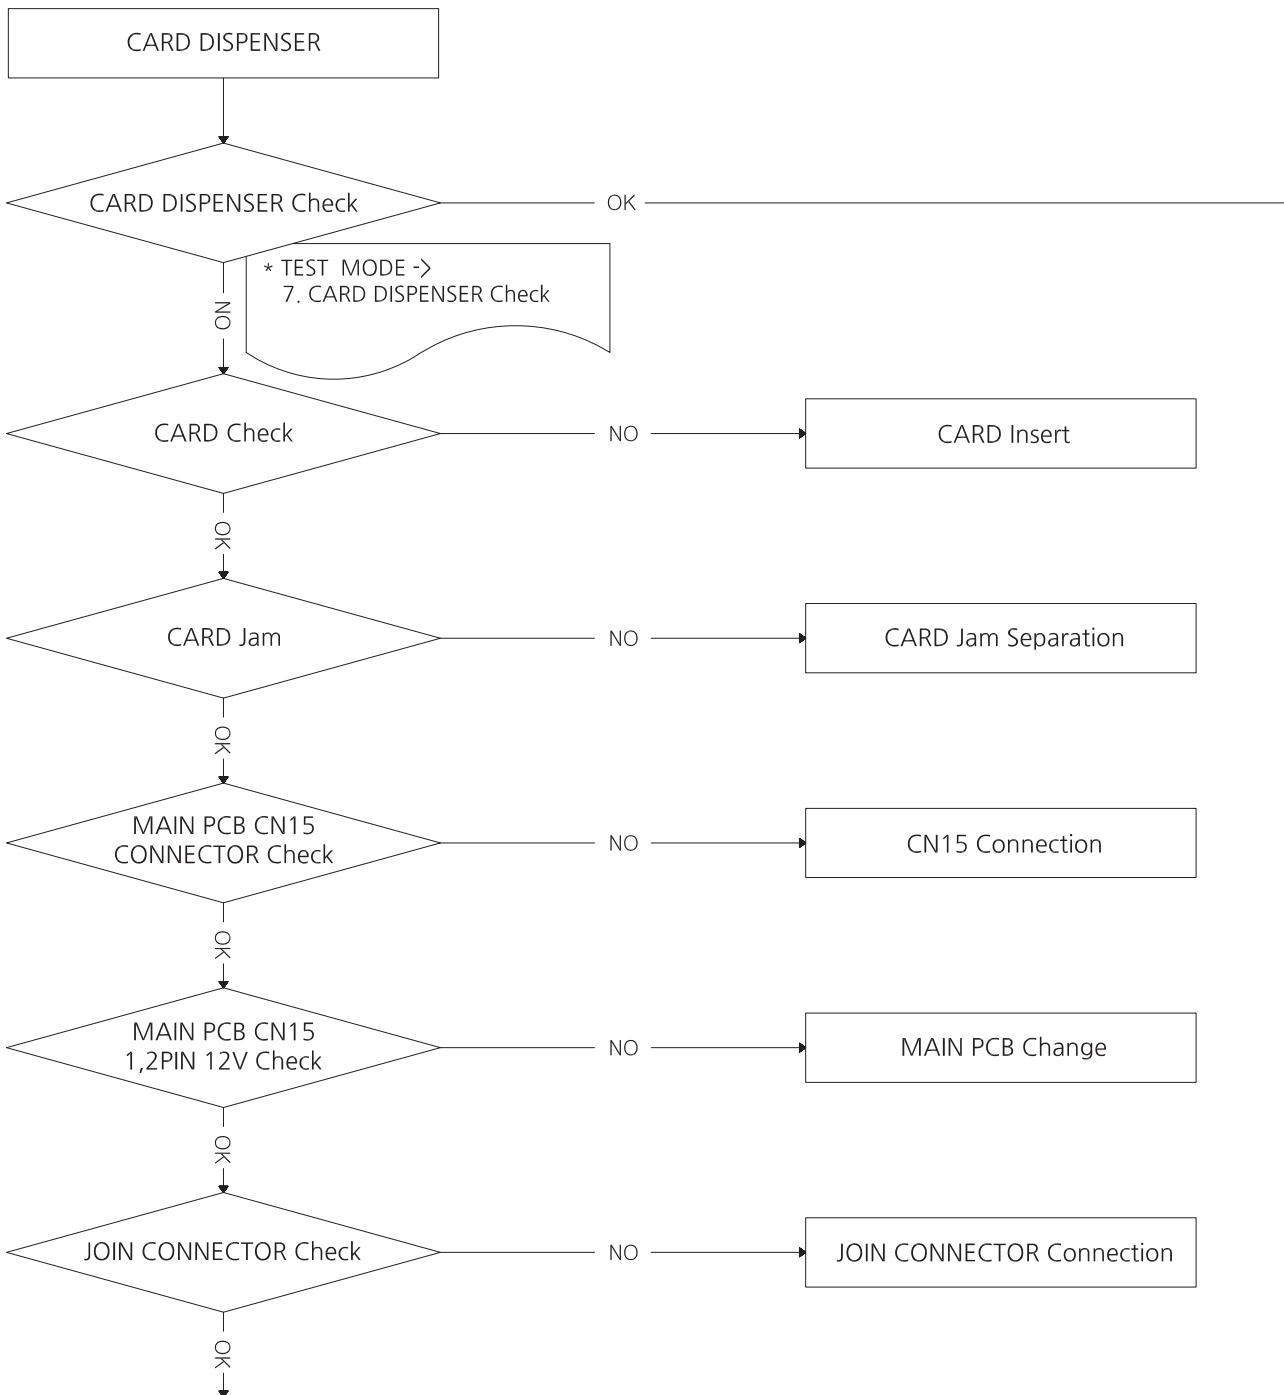 CARD DISPENSER
CARD DISPENSER Check
OK
* TEST MODE ->
7. CARD DISPENSER Check
NO
CARD Check
NO
CARD Insert
OK
CARD Jam
NO
CARD Jam Separation
OK
MAIN PCB CN15
CONNECTOR Check
NO
CN15 Connection
OK
MAIN PCB CN15
1,2PIN 12V Check
NO
MAIN PCB Change
OK
JOIN CONNECTOR Check
NO
JOIN CONNECTOR Connection
OK